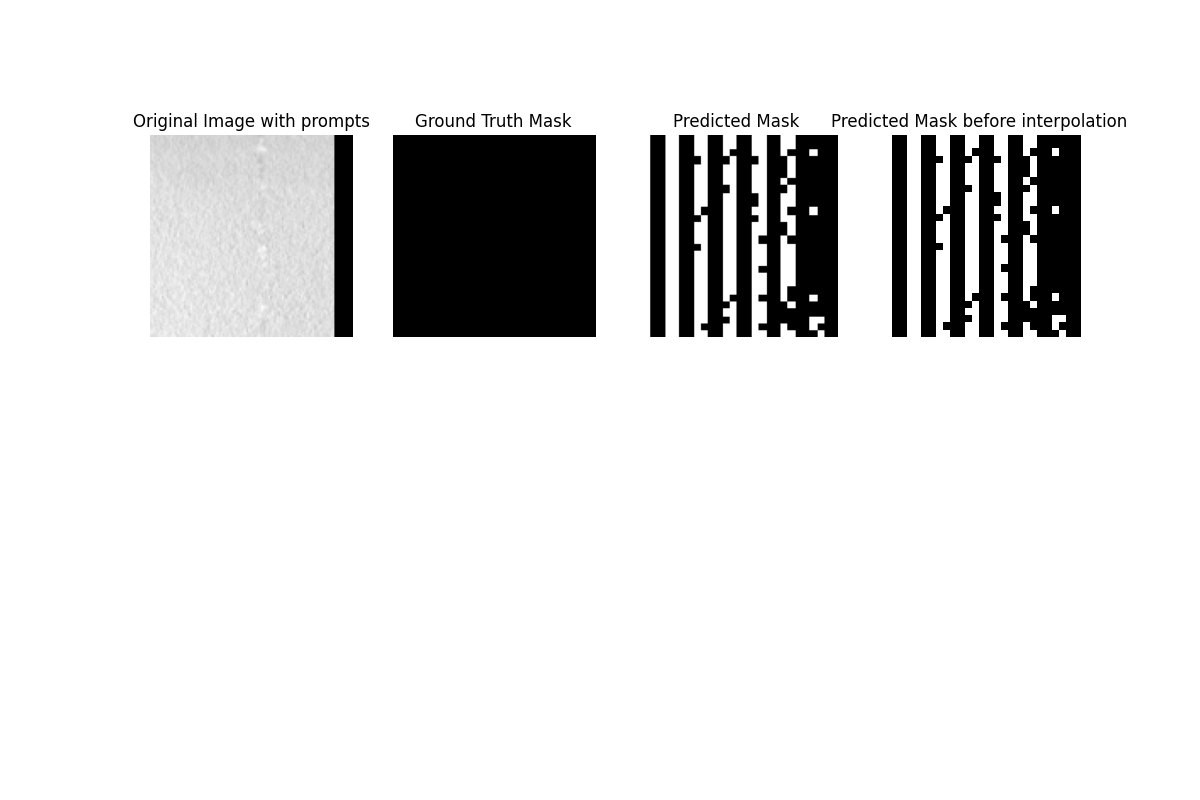 Original Image with prompts
Ground Truth Mask
Predicted Mask
Predicted Mask before interpolation